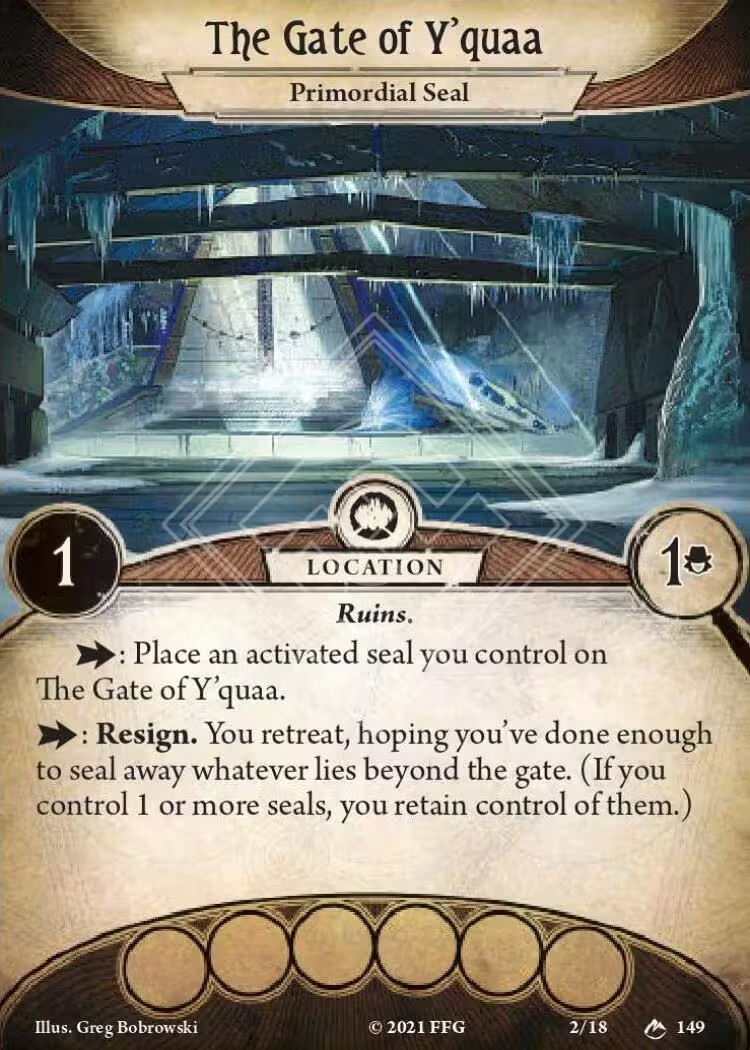 The Gate of Y'quaa
Primordial Seal
1
LOCATION
1
Ruins.
: Place an activated seal you control on
The Gate of Y'quaa.
: Resign. You retreat, hoping you've done enough
to seal away whatever lies beyond the gate. (If you
control 1 or more seals, you retain control of them.)
Illus. Greg Bobrowski
© 2021 FFG
2/18
149